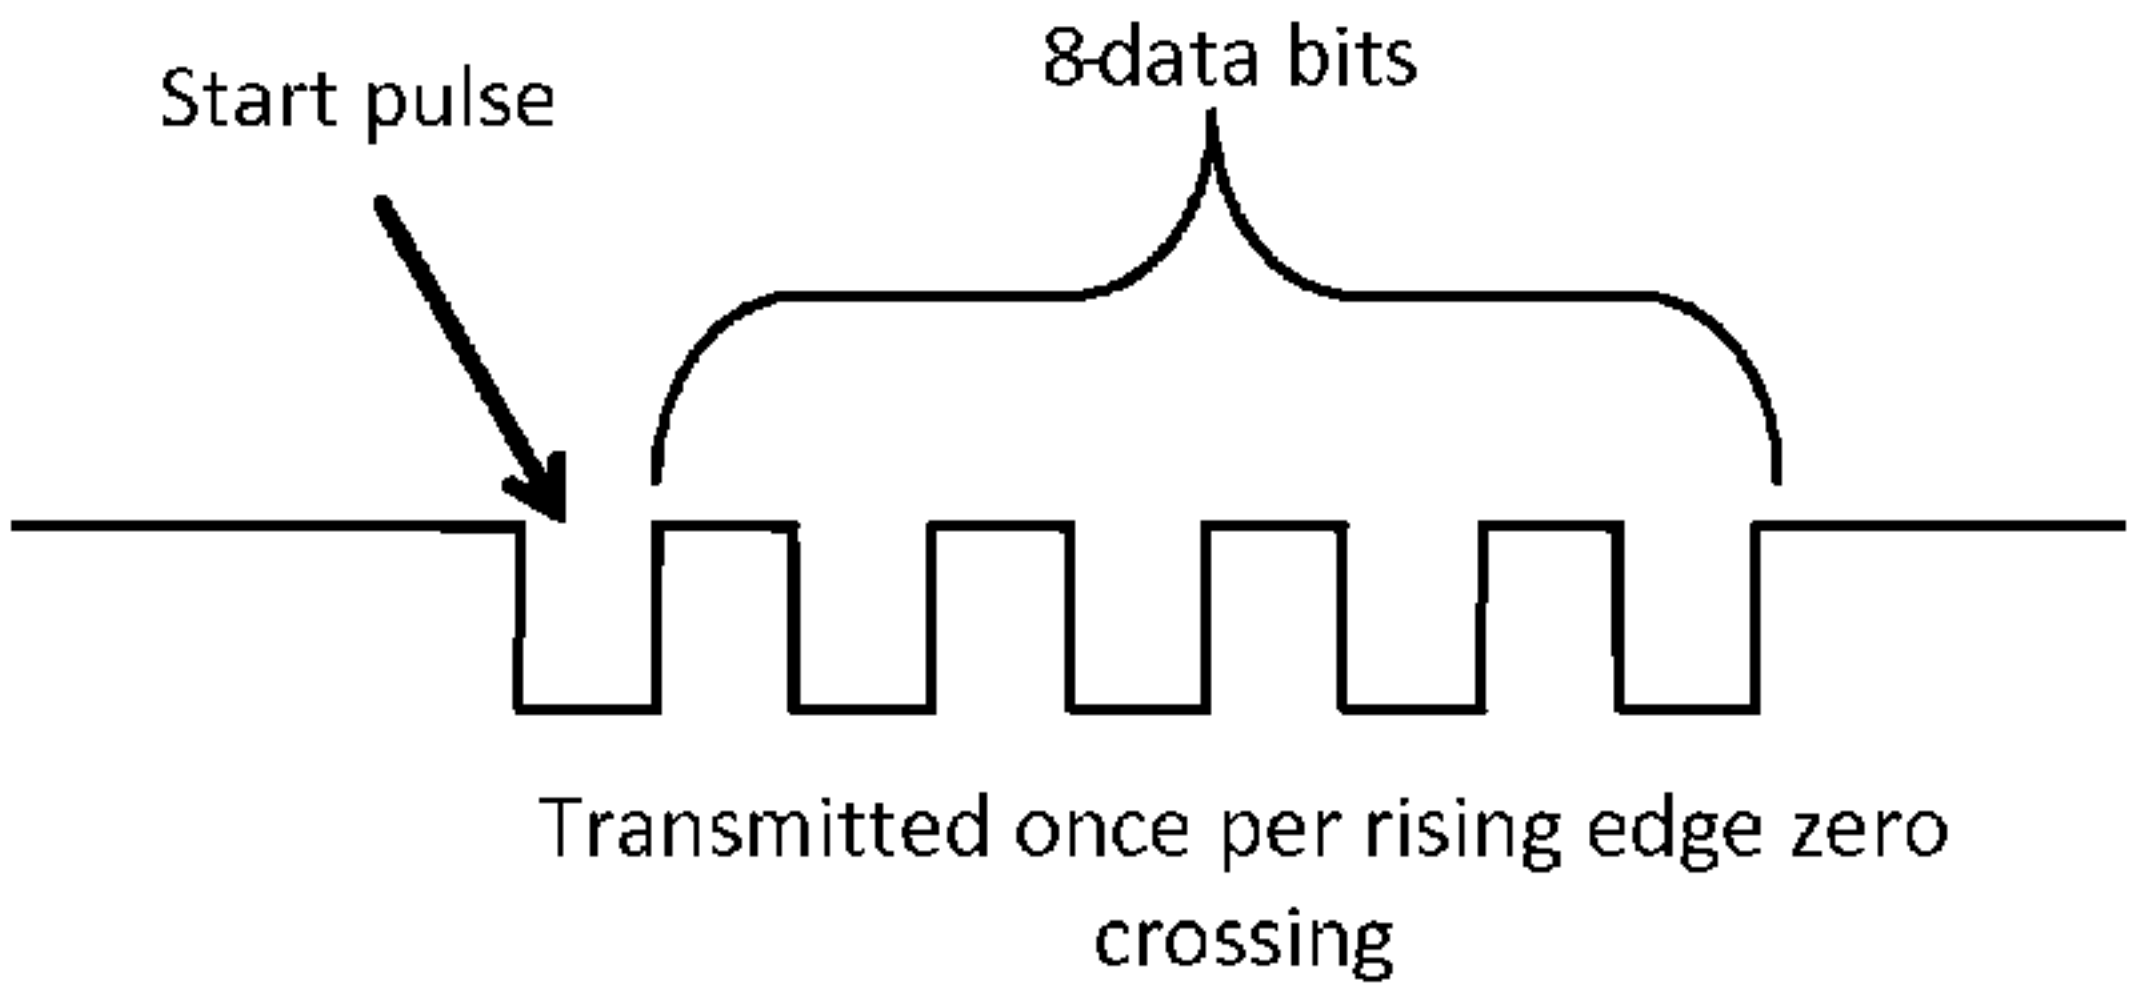 8-data bits
Start pulse
Transmitted once per rising edge zero
crossing